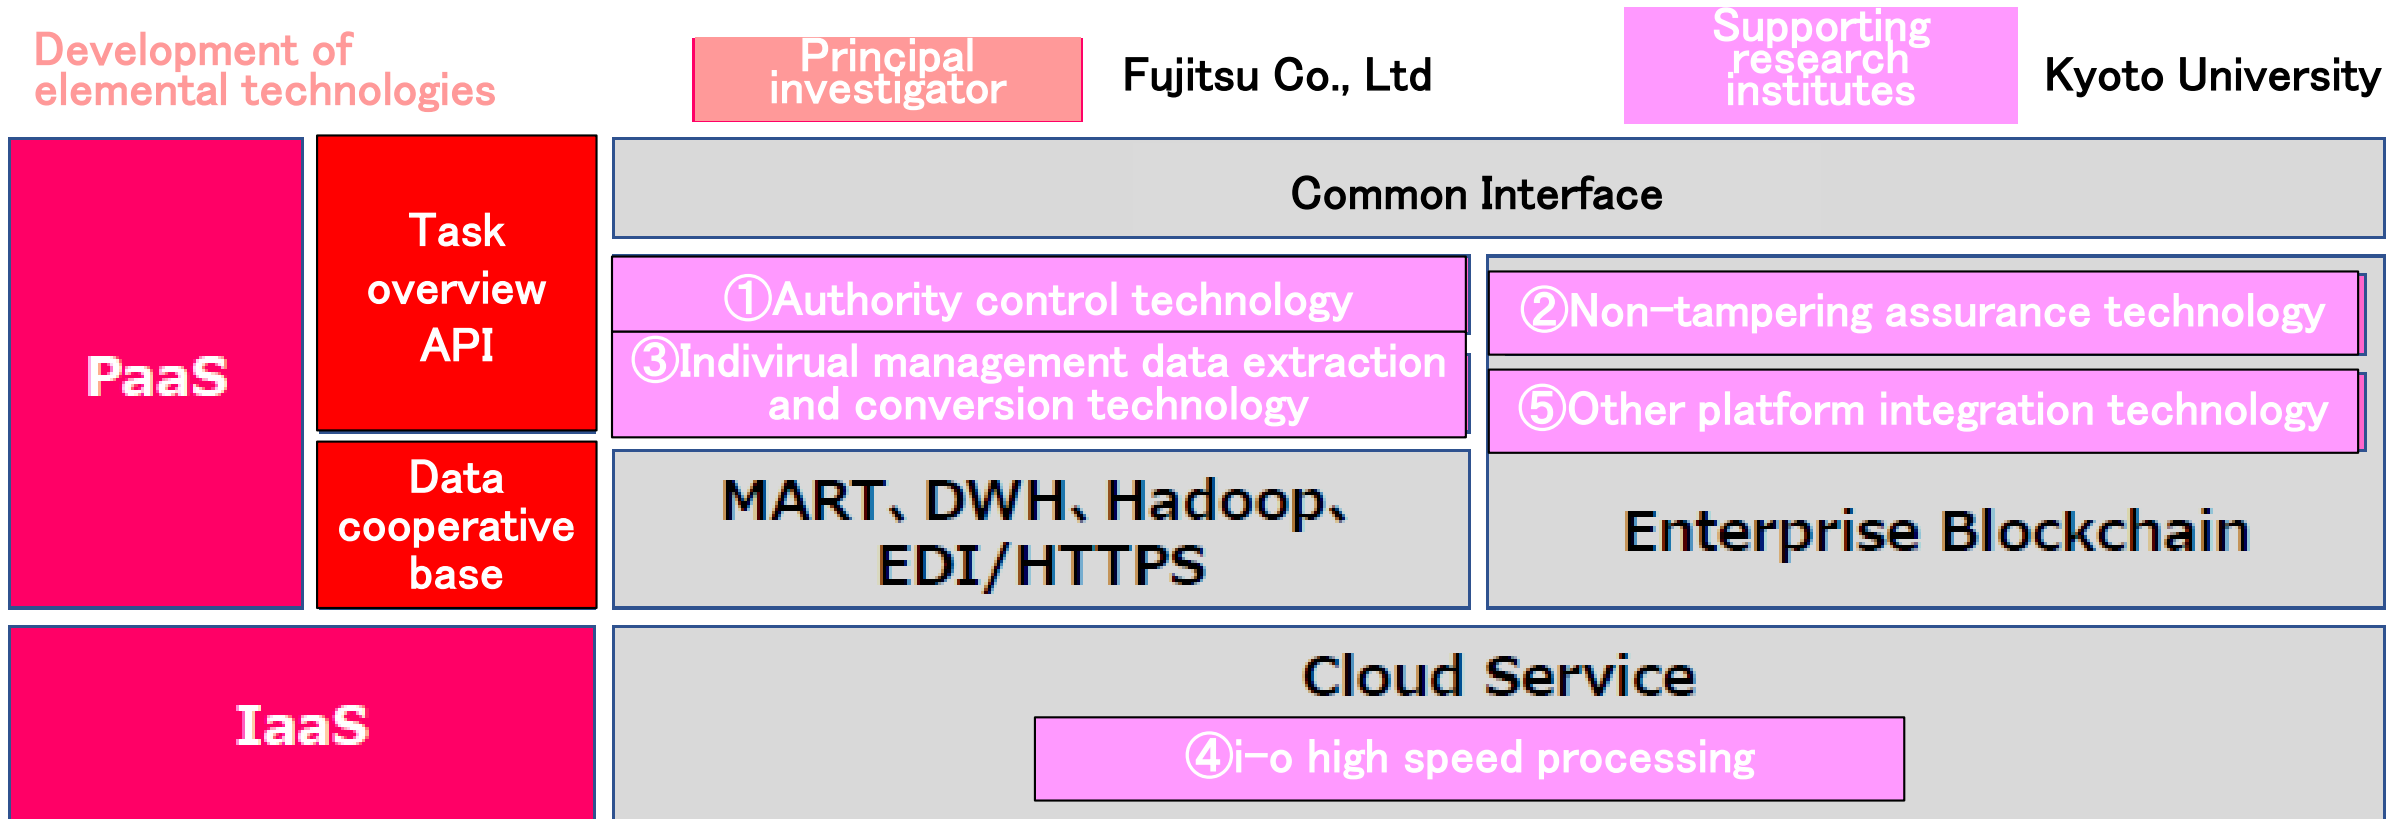 Development of
elemental technologies
Principal
investigator
Fujitsu Co., Ltd
Supporting
research
institutes
Kyoto University
PaaS
Task
overview
API
Common Interface
①Authority control technology
②Non-tampering assurance technology
③Indivirual management data extraction
and conversion technology
⑤Other platform integration technology
Data
cooperative
base
MART、DWH、Hadoop、
EDI/HTTPS
Enterprise Blockchain
IaaS
Cloud Service
④i-o high speed processing